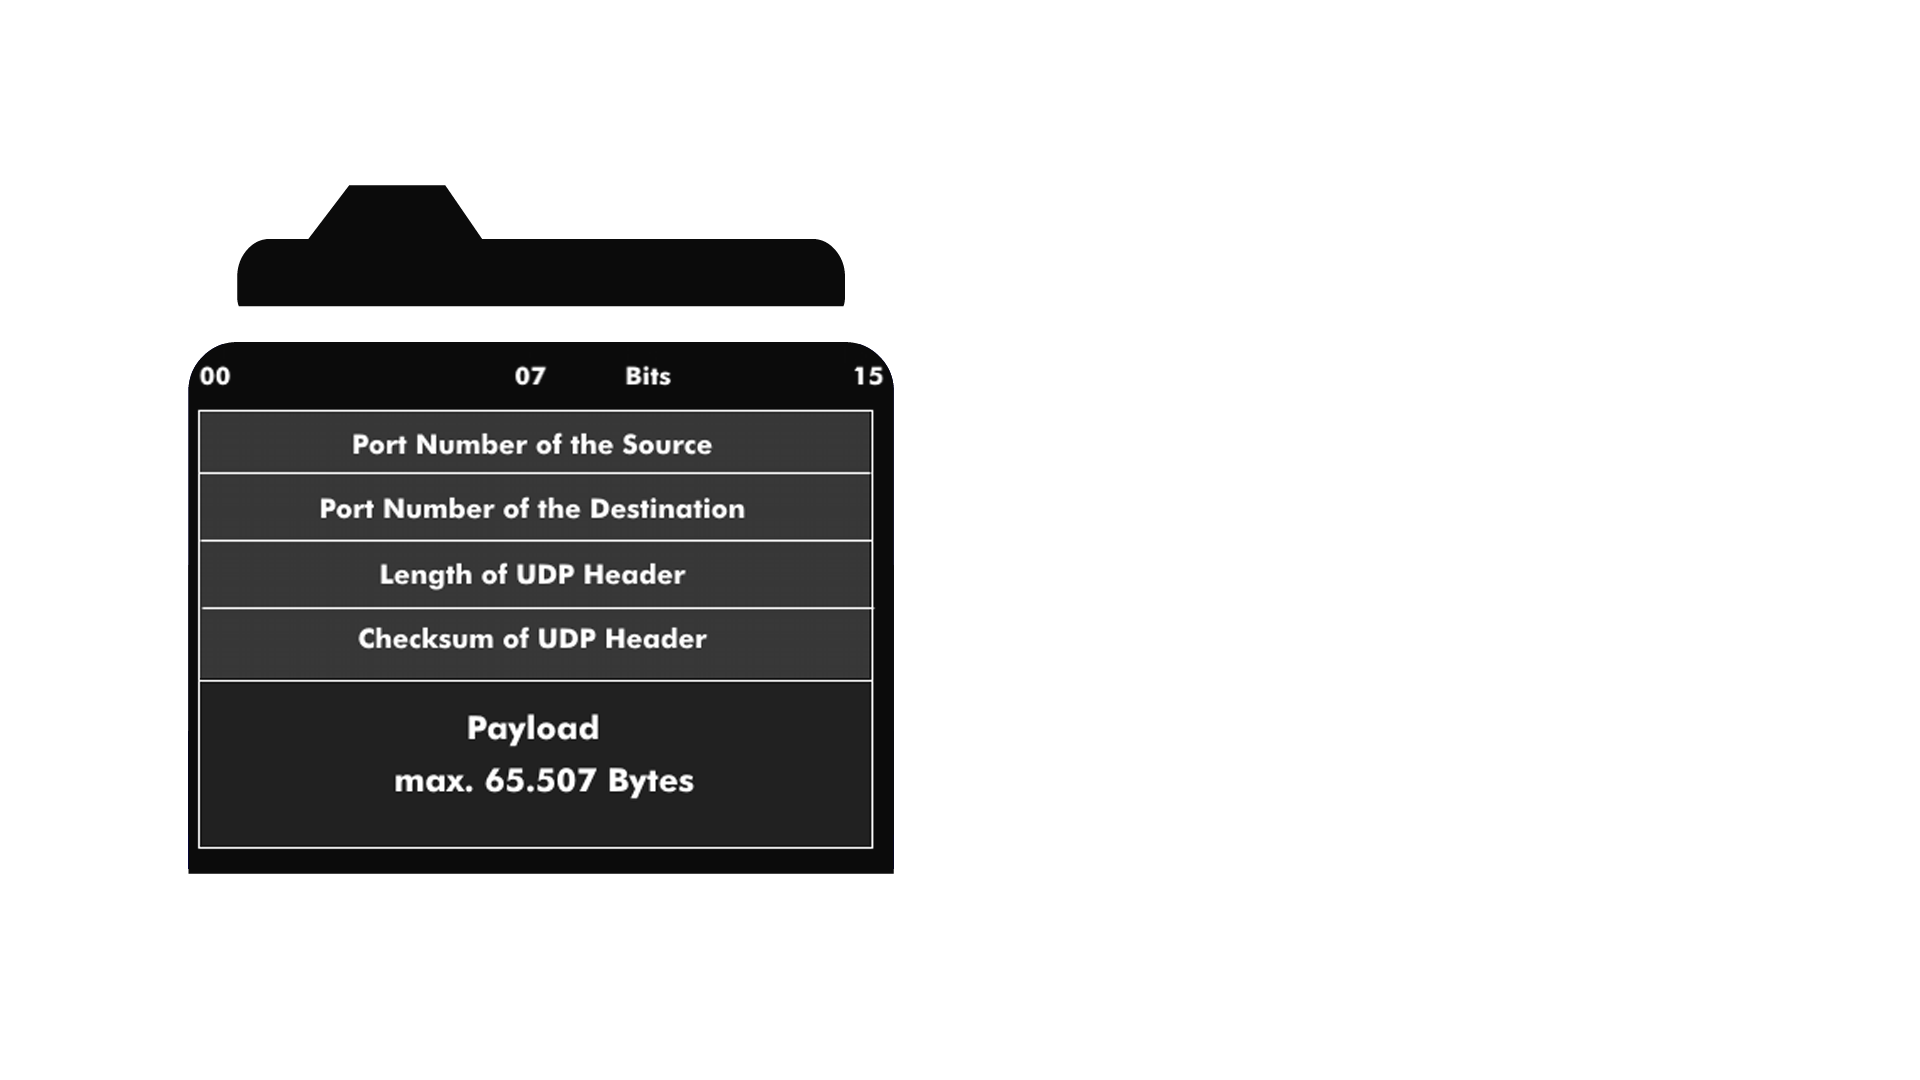 00 07 Bits 15
Port Number of the Source
Port Number of the Destination
Length of UDP Header
Checksum of UDP Header
Payload
max. 65.507 Bytes